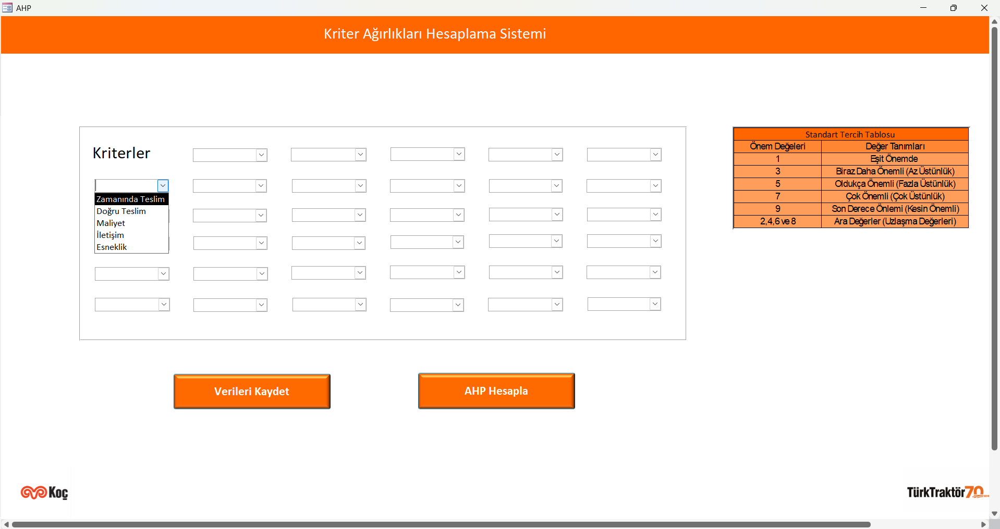 AHP
Kriter Ağırlıkları Hesaplama Sistemi
Kriterler
Zamanında Teslim
Doğru Teslim
Maliyet
İletişim
Esneklik
Standart Tercih Tablosu
Önem Değeleri Değer Tanımları
1 Eşit Önemde
3 Biraz Daha Önemli (Az Üstünlük)
5 Oldukça Önemli (Fazla Üstünlük)
7 Çok Önemli (Çok Üstünlük)
9 Son Derece Önlemi (Kesin Önemli)
2,4,6 ve 8 Ara Değerler (Uzlaşma Değerleri)
Verileri Kaydet
AHP Hesapla
Koç
TürkTraktör 70